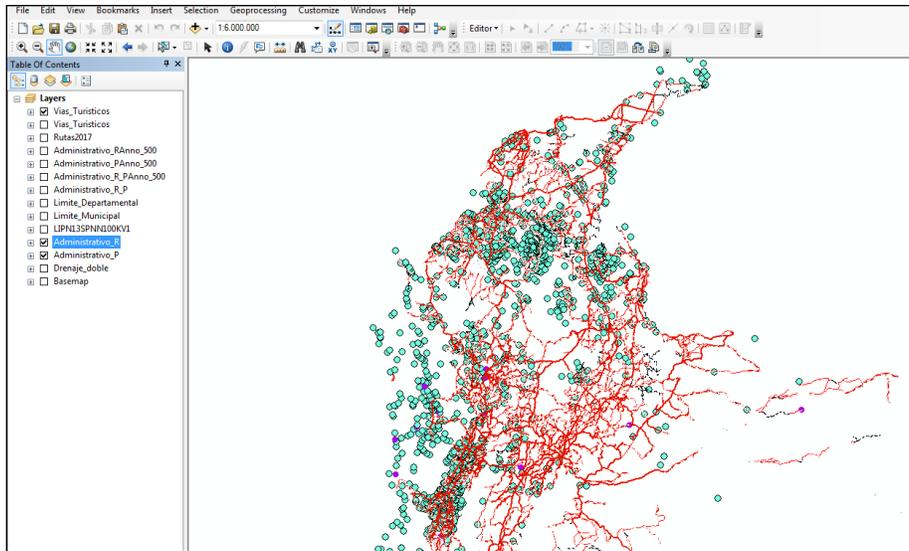 File Edit View Bookmarks Insert Selection Geoprocessing Customize Windows Help
1:6.000.000
Editor
Table Of Contents
Layers
Vias_Turisticos
Vias_Turisticos
Rutas2017
Administrativo_RAnno_500
Administrativo_PAnno_500
Administrativo_R_PAnno_500
Administrativo_R_P
Limite_Departamental
Limite_Municipal
LIPN13SPNN100KV1
Administrativo_R
Administrativo_P
Drenaje_doble
Basemap